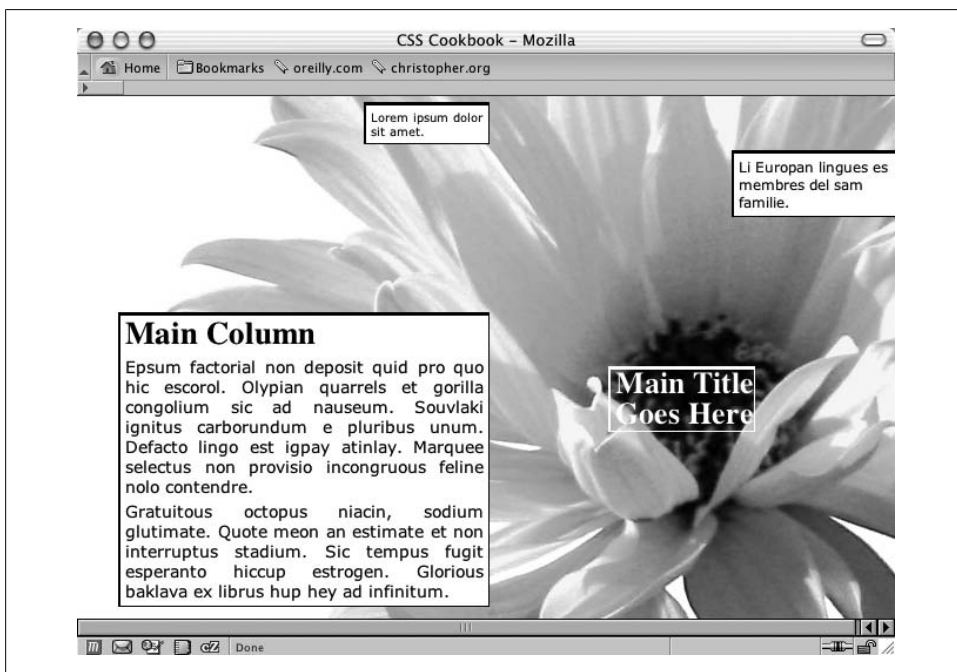 CSS Cookbook – Mozilla
Home Bookmarks oreilly.com christopher.org
Lorem ipsum dolor
sit amet.
Li Europan lingues es
membres del sam
familie.
Main Column
Epsum factorial non deposit quid pro quo
hic escorol. Olypian quarrels et gorilla
congolium sic ad nauseum. Souvlaki
ignitus carborundum e pluribus unum.
Defacto lingo est igpay atinlay. Marquee
selectus non provisio incongruous feline
nolo contendre.
Gratuitous octopus niacin, sodium
glutimate. Quote meon an estimate et non
interruptus stadium. Sic tempus fugit
esperanto hiccup estrogen. Glorious
baklava ex librus hup hey ad infinitum.
Main Title
Goes Here
Done